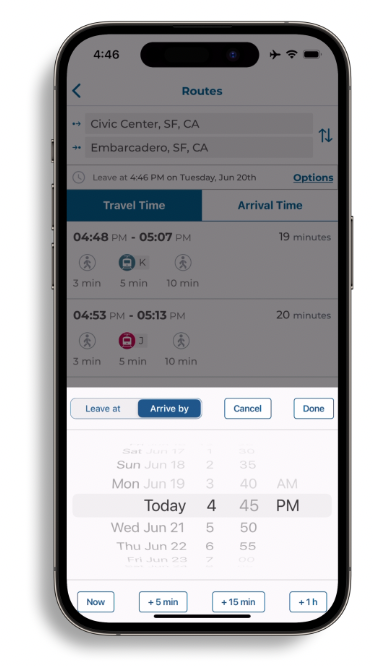 4:46
Routes
Civic Center, SF, CA
Embarcadero, SF, CA
Leave at 4:46 PM on Tuesday, Jun 20th Options
Travel Time Arrival Time
04:48 PM - 05:07 PM 19 minutes
K
3 min 5 min 10 min
04:53 PM - 05:13 PM 20 minutes
J
3 min 5 min 10 min
Leave at Arrive by Cancel Done
Sat Jun 17 1 30
Sun Jun 18 2 35
Mon Jun 19 3 40 AM
Today 4 45 PM
Wed Jun 21 5 50
Thu Jun 22 6 55
Fri Jun 23 7 00
Now + 5 min + 15 min + 1 h